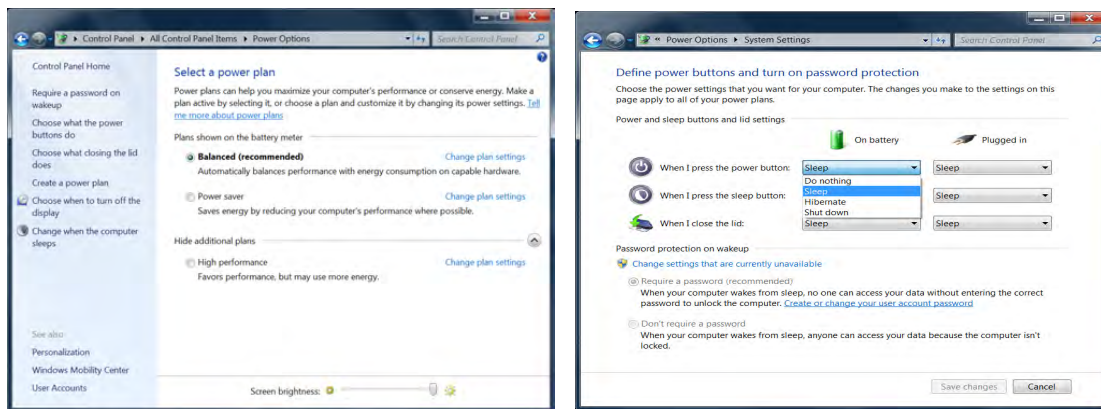 Control Panel ▸ All Control Panel Items ▸ Power Options
Search Control Panel
Control Panel Home
Require a password on
wakeup
Choose what the power
buttons do
Choose what closing the lid
does
Create a power plan
Choose when to turn off the
display
Change when the computer
sleeps
See also
Personalization
Windows Mobility Center
User Accounts
Select a power plan
Power plans can help you maximize your computer's performance or conserve energy. Make a
plan active by selecting it, or choose a plan and customize it by changing its power settings. Tell
me more about power plans
Plans shown on the battery meter
Balanced (recommended) Change plan settings
Automatically balances performance with energy consumption on capable hardware.
Power saver Change plan settings
Saves energy by reducing your computer's performance where possible.
Hide additional plans
High performance Change plan settings
Favors performance, but may use more energy.
Screen brightness:
« Power Options ▸ System Settings
Search Control Panel
Define power buttons and turn on password protection
Choose the power settings that you want for your computer. The changes you make to the settings on this
page apply to all of your power plans.
Power and sleep buttons and lid settings
On battery Plugged in
When I press the power button: Sleep Sleep
Do nothing
Sleep
Hibernate
Shut down
When I press the sleep button: Sleep
When I close the lid: Sleep Sleep
Password protection on wakeup
Change settings that are currently unavailable
Require a password (recommended)
When your computer wakes from sleep, no one can access your data without entering the correct
password to unlock the computer. Create or change your user account password
Don't require a password
When your computer wakes from sleep, anyone can access your data because the computer isn't
locked.
Save changes Cancel